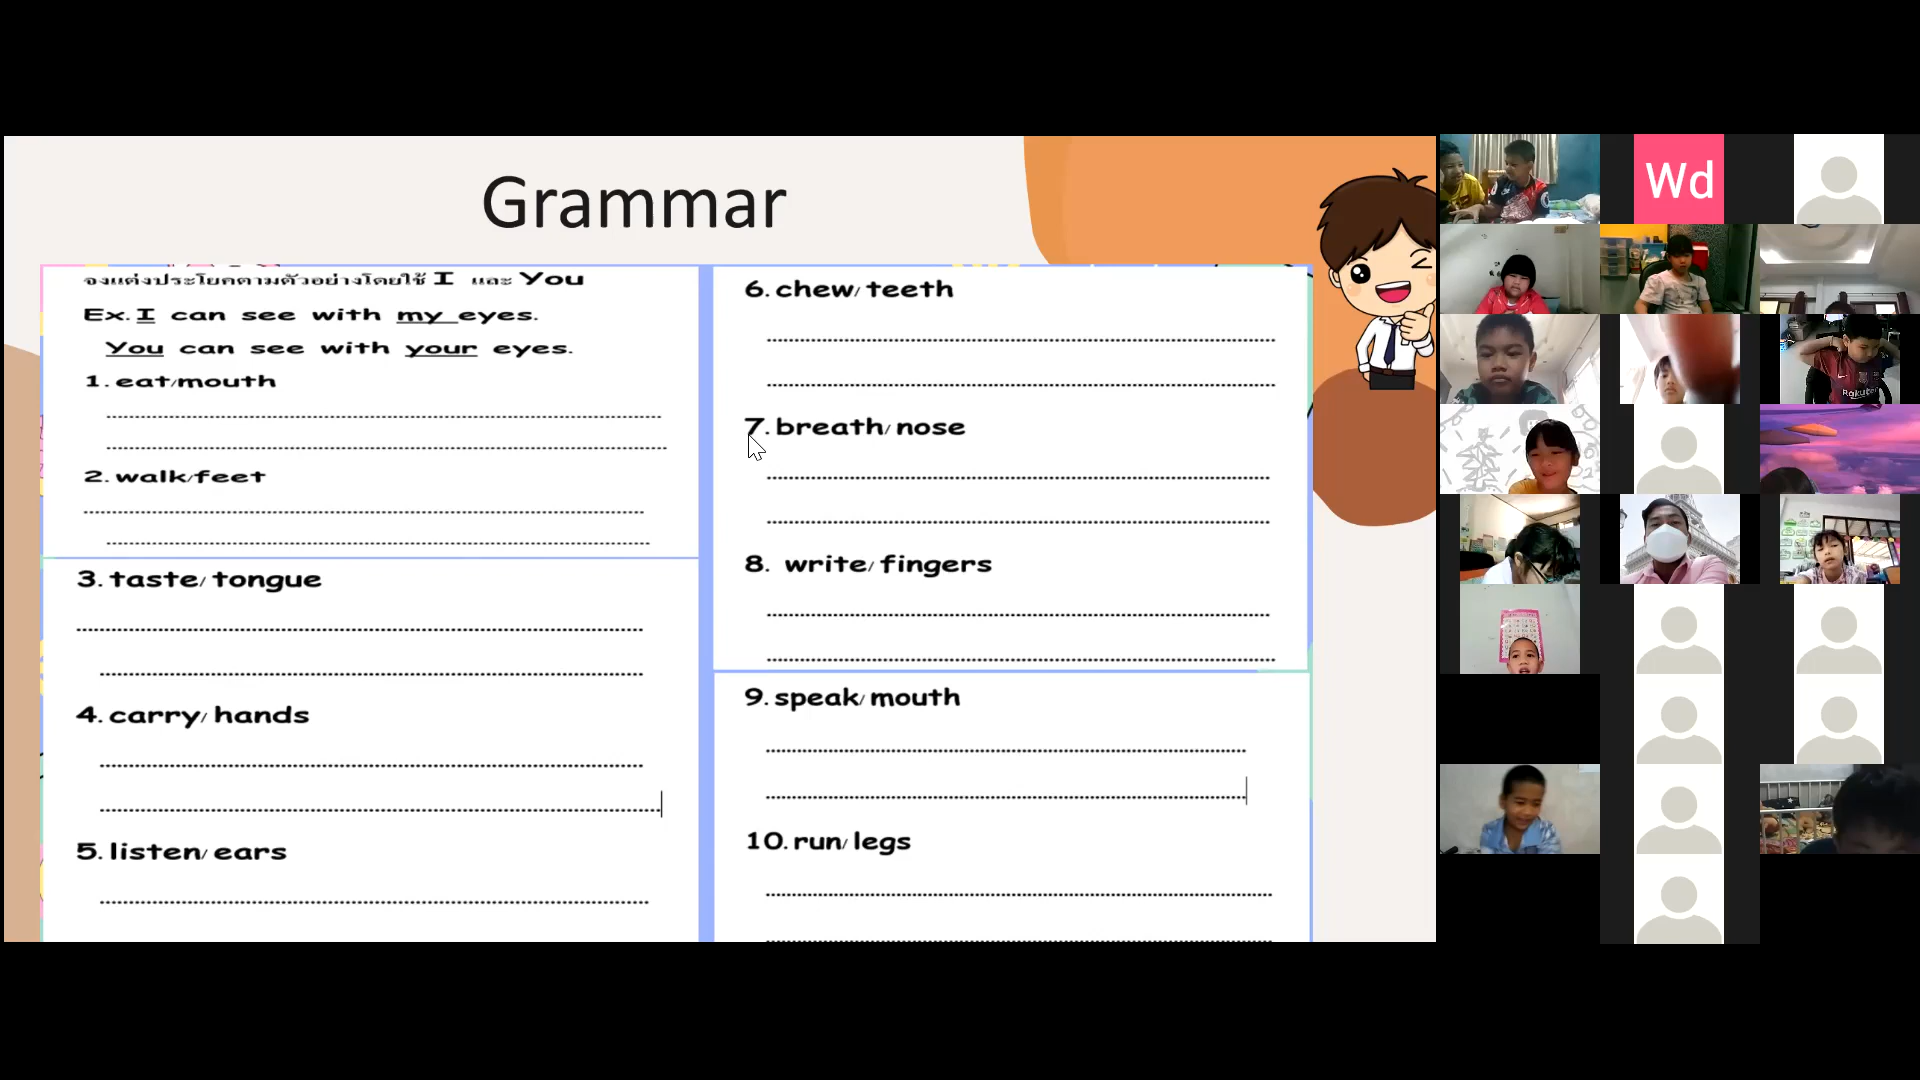 Grammar
จงแต่งประโยคตามตัวอย่างโดยใช้ I และ You
Ex. I can see with my eyes.
You can see with your eyes.
1. eat/mouth
2. walk/feet
3. taste/ tongue
4. carry/ hands
5. listen/ ears
6. chew/ teeth
7. breath/ nose
8. write/ fingers
9. speak/ mouth
10. run/ legs
Wd
Rakuten